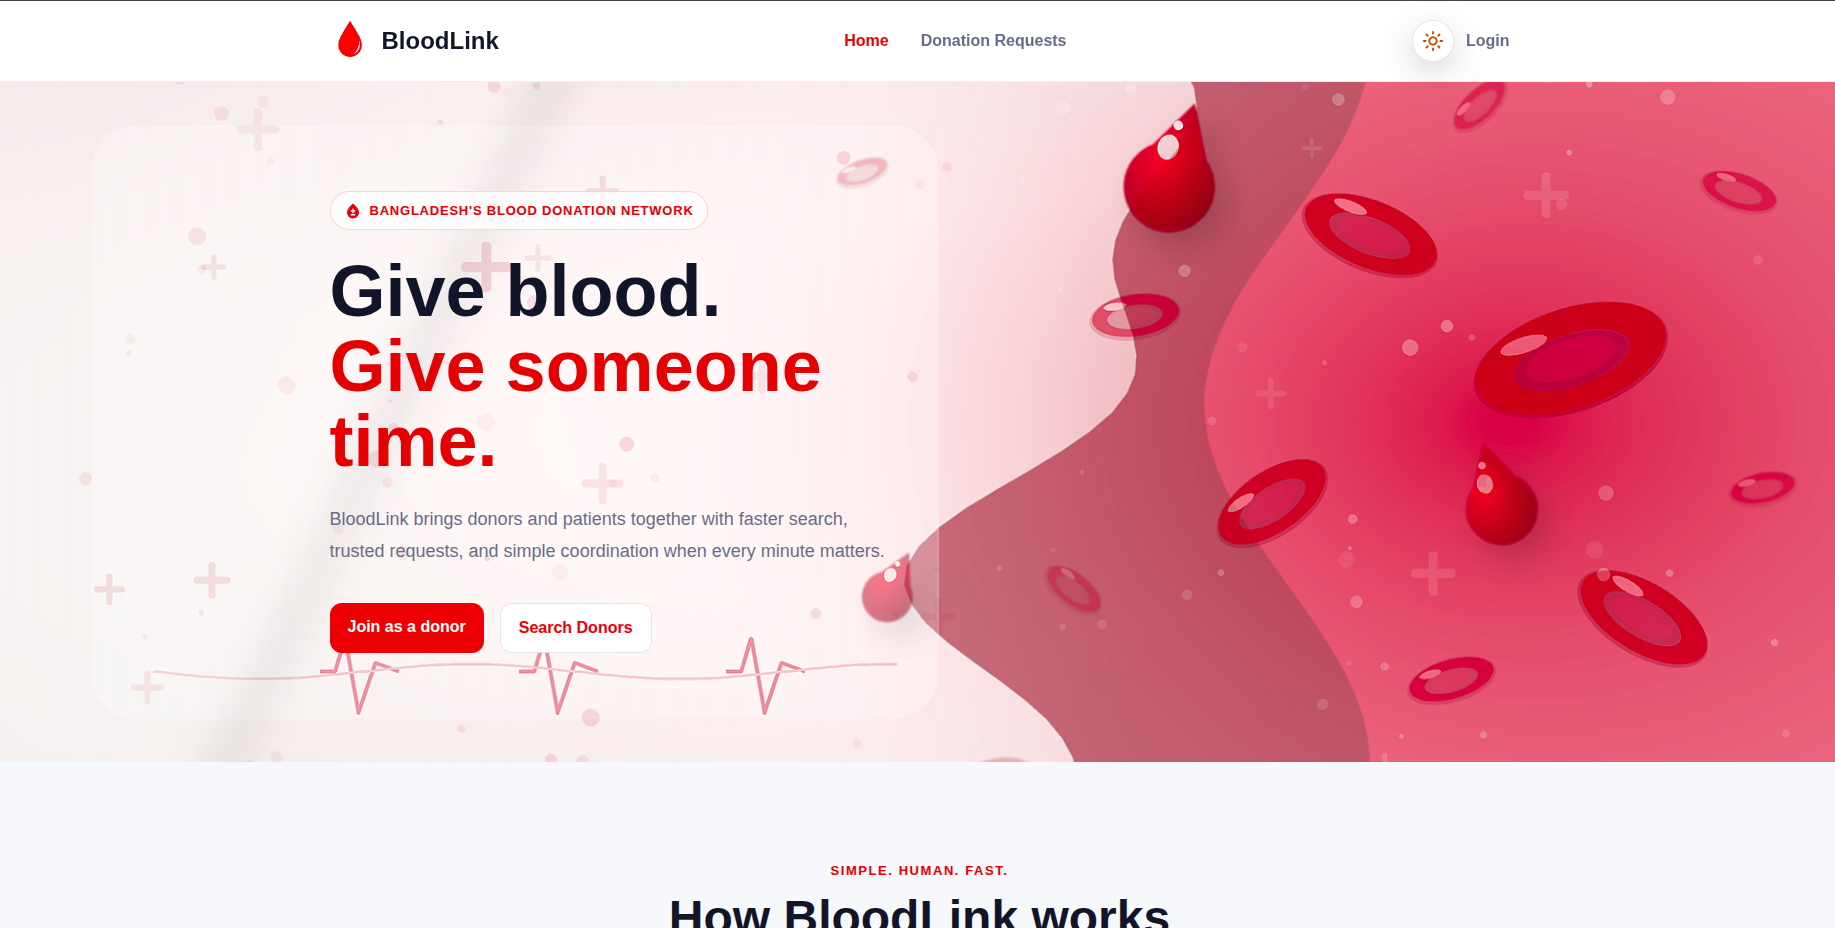 BloodLink
Home
Donation Requests
Login
BANGLADESH'S BLOOD DONATION NETWORK
Give blood.
Give someone
time.
BloodLink brings donors and patients together with faster search,
trusted requests, and simple coordination when every minute matters.
Join as a donor
Search Donors
SIMPLE. HUMAN. FAST.
How BloodLink works